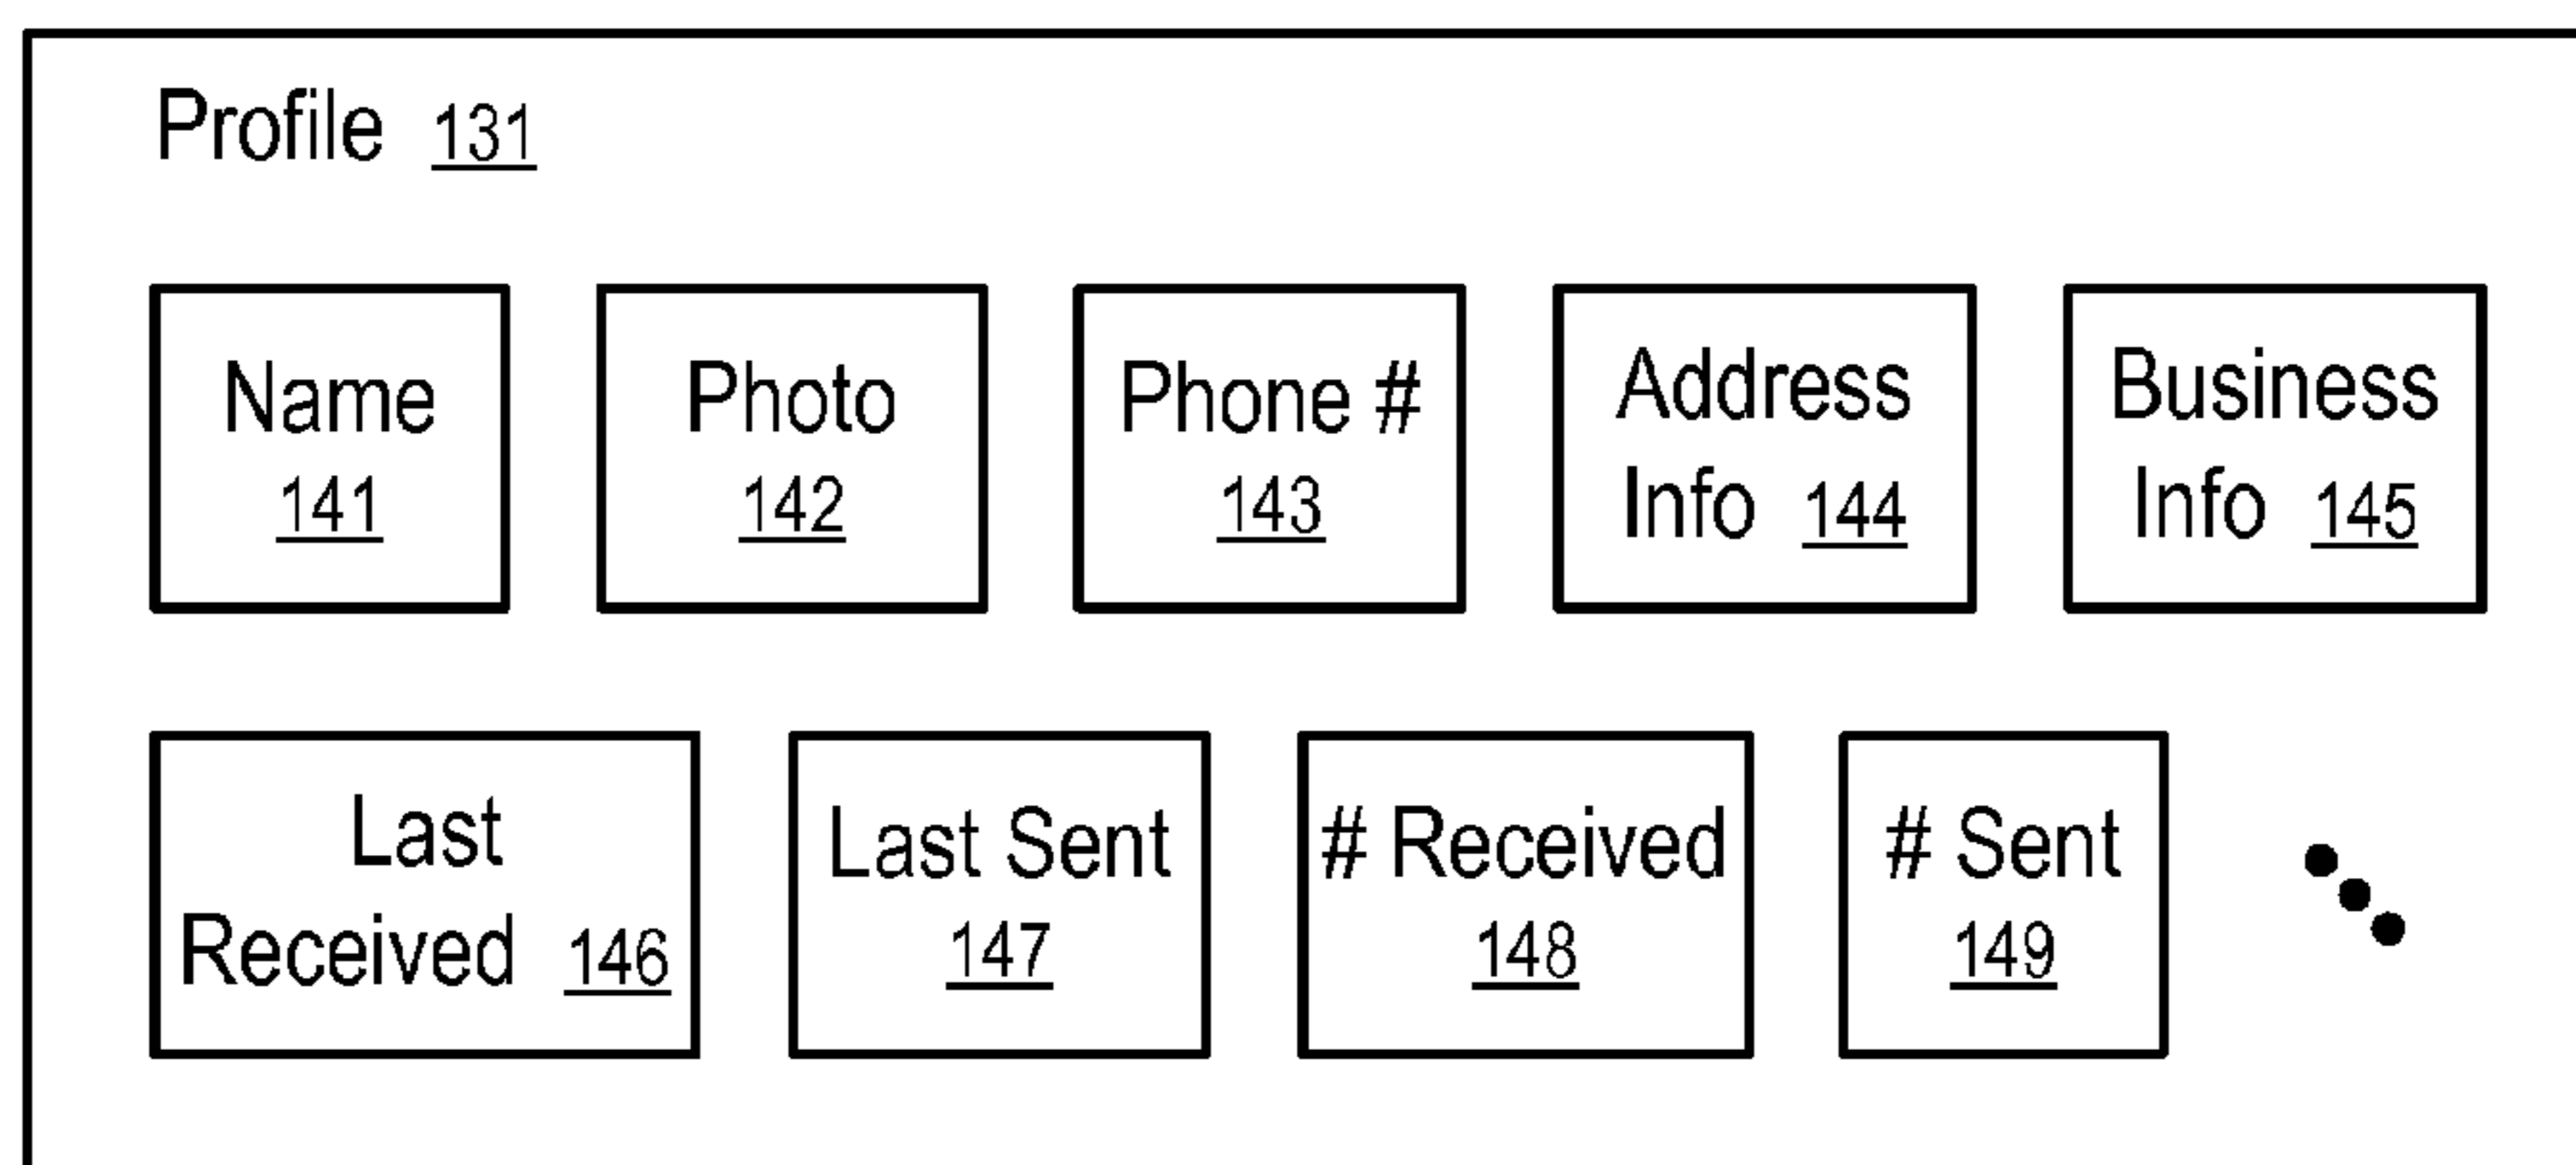 Profile 131
Name
141
Photo
142
Phone #
143
Address
Info 144
Business
Info 145
Last
Received 146
Last Sent
147
# Received
148
# Sent
149